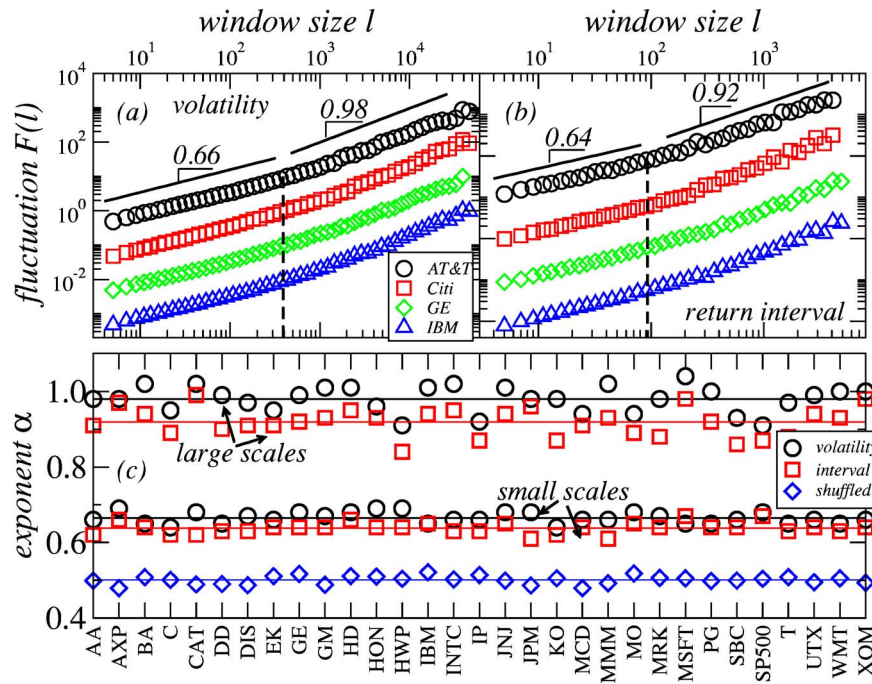 window size l
window size l
10^1 10^2 10^3 10^4
10^1 10^2 10^3
fluctuation F(l)
10^4
10^2
10^0
10^-2
(a)
volatility
0.66
0.98
AT&T
Citi
GE
IBM
(b)
0.64
0.92
return interval
exponent α
1.0
0.8
0.6
0.4
large scales
(c)
small scales
volatility
interval
shuffled
AA
AXP
BA
C
CAT
DD
DIS
EK
GE
GM
HD
HON
HWP
IBM
INTC
IP
JNJ
JPM
KO
MCD
MMM
MO
MRK
MSFT
PG
SBC
SP500
T
UTX
WMT
XOM